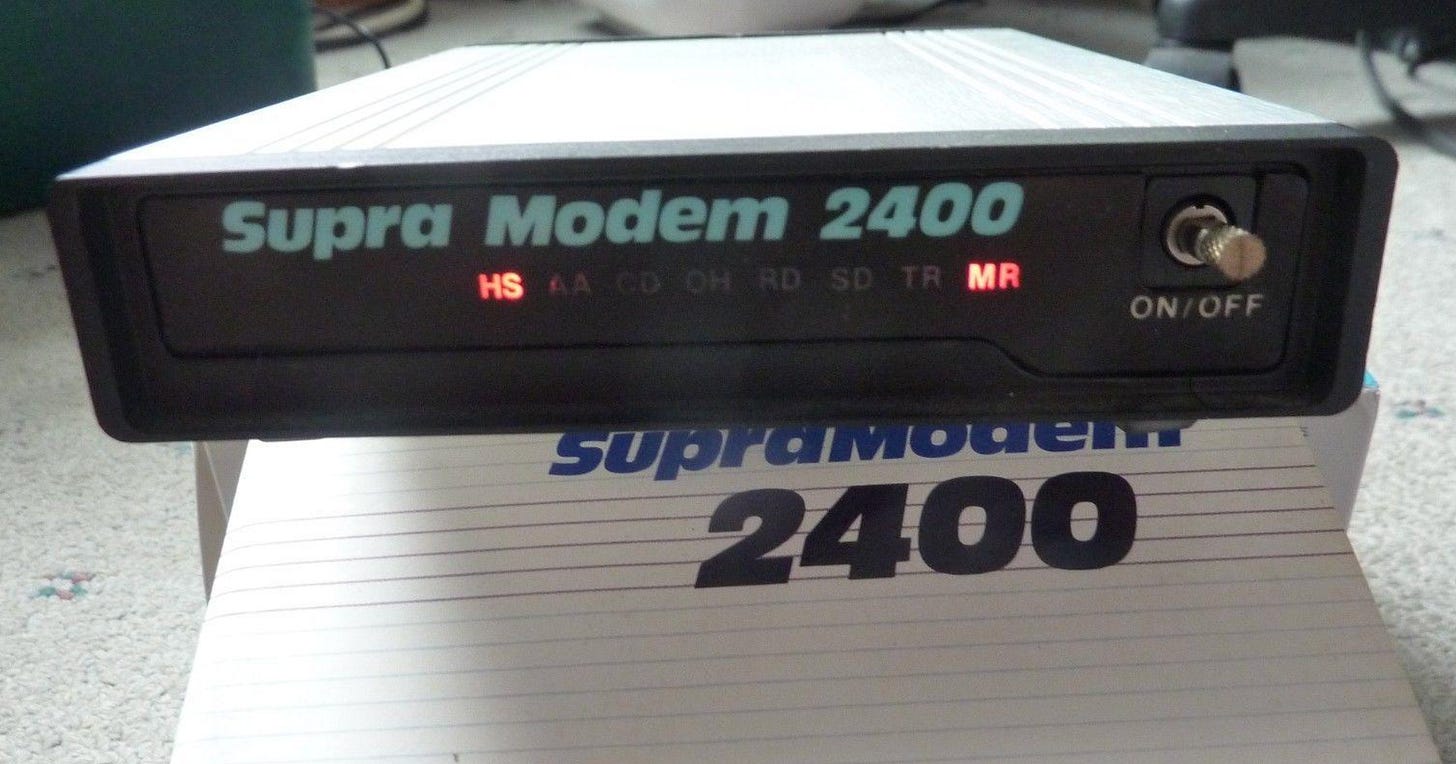 Supra Modem 2400
HS AA CD OH RD SD TR MR
ON/OFF
SupraModem
2400